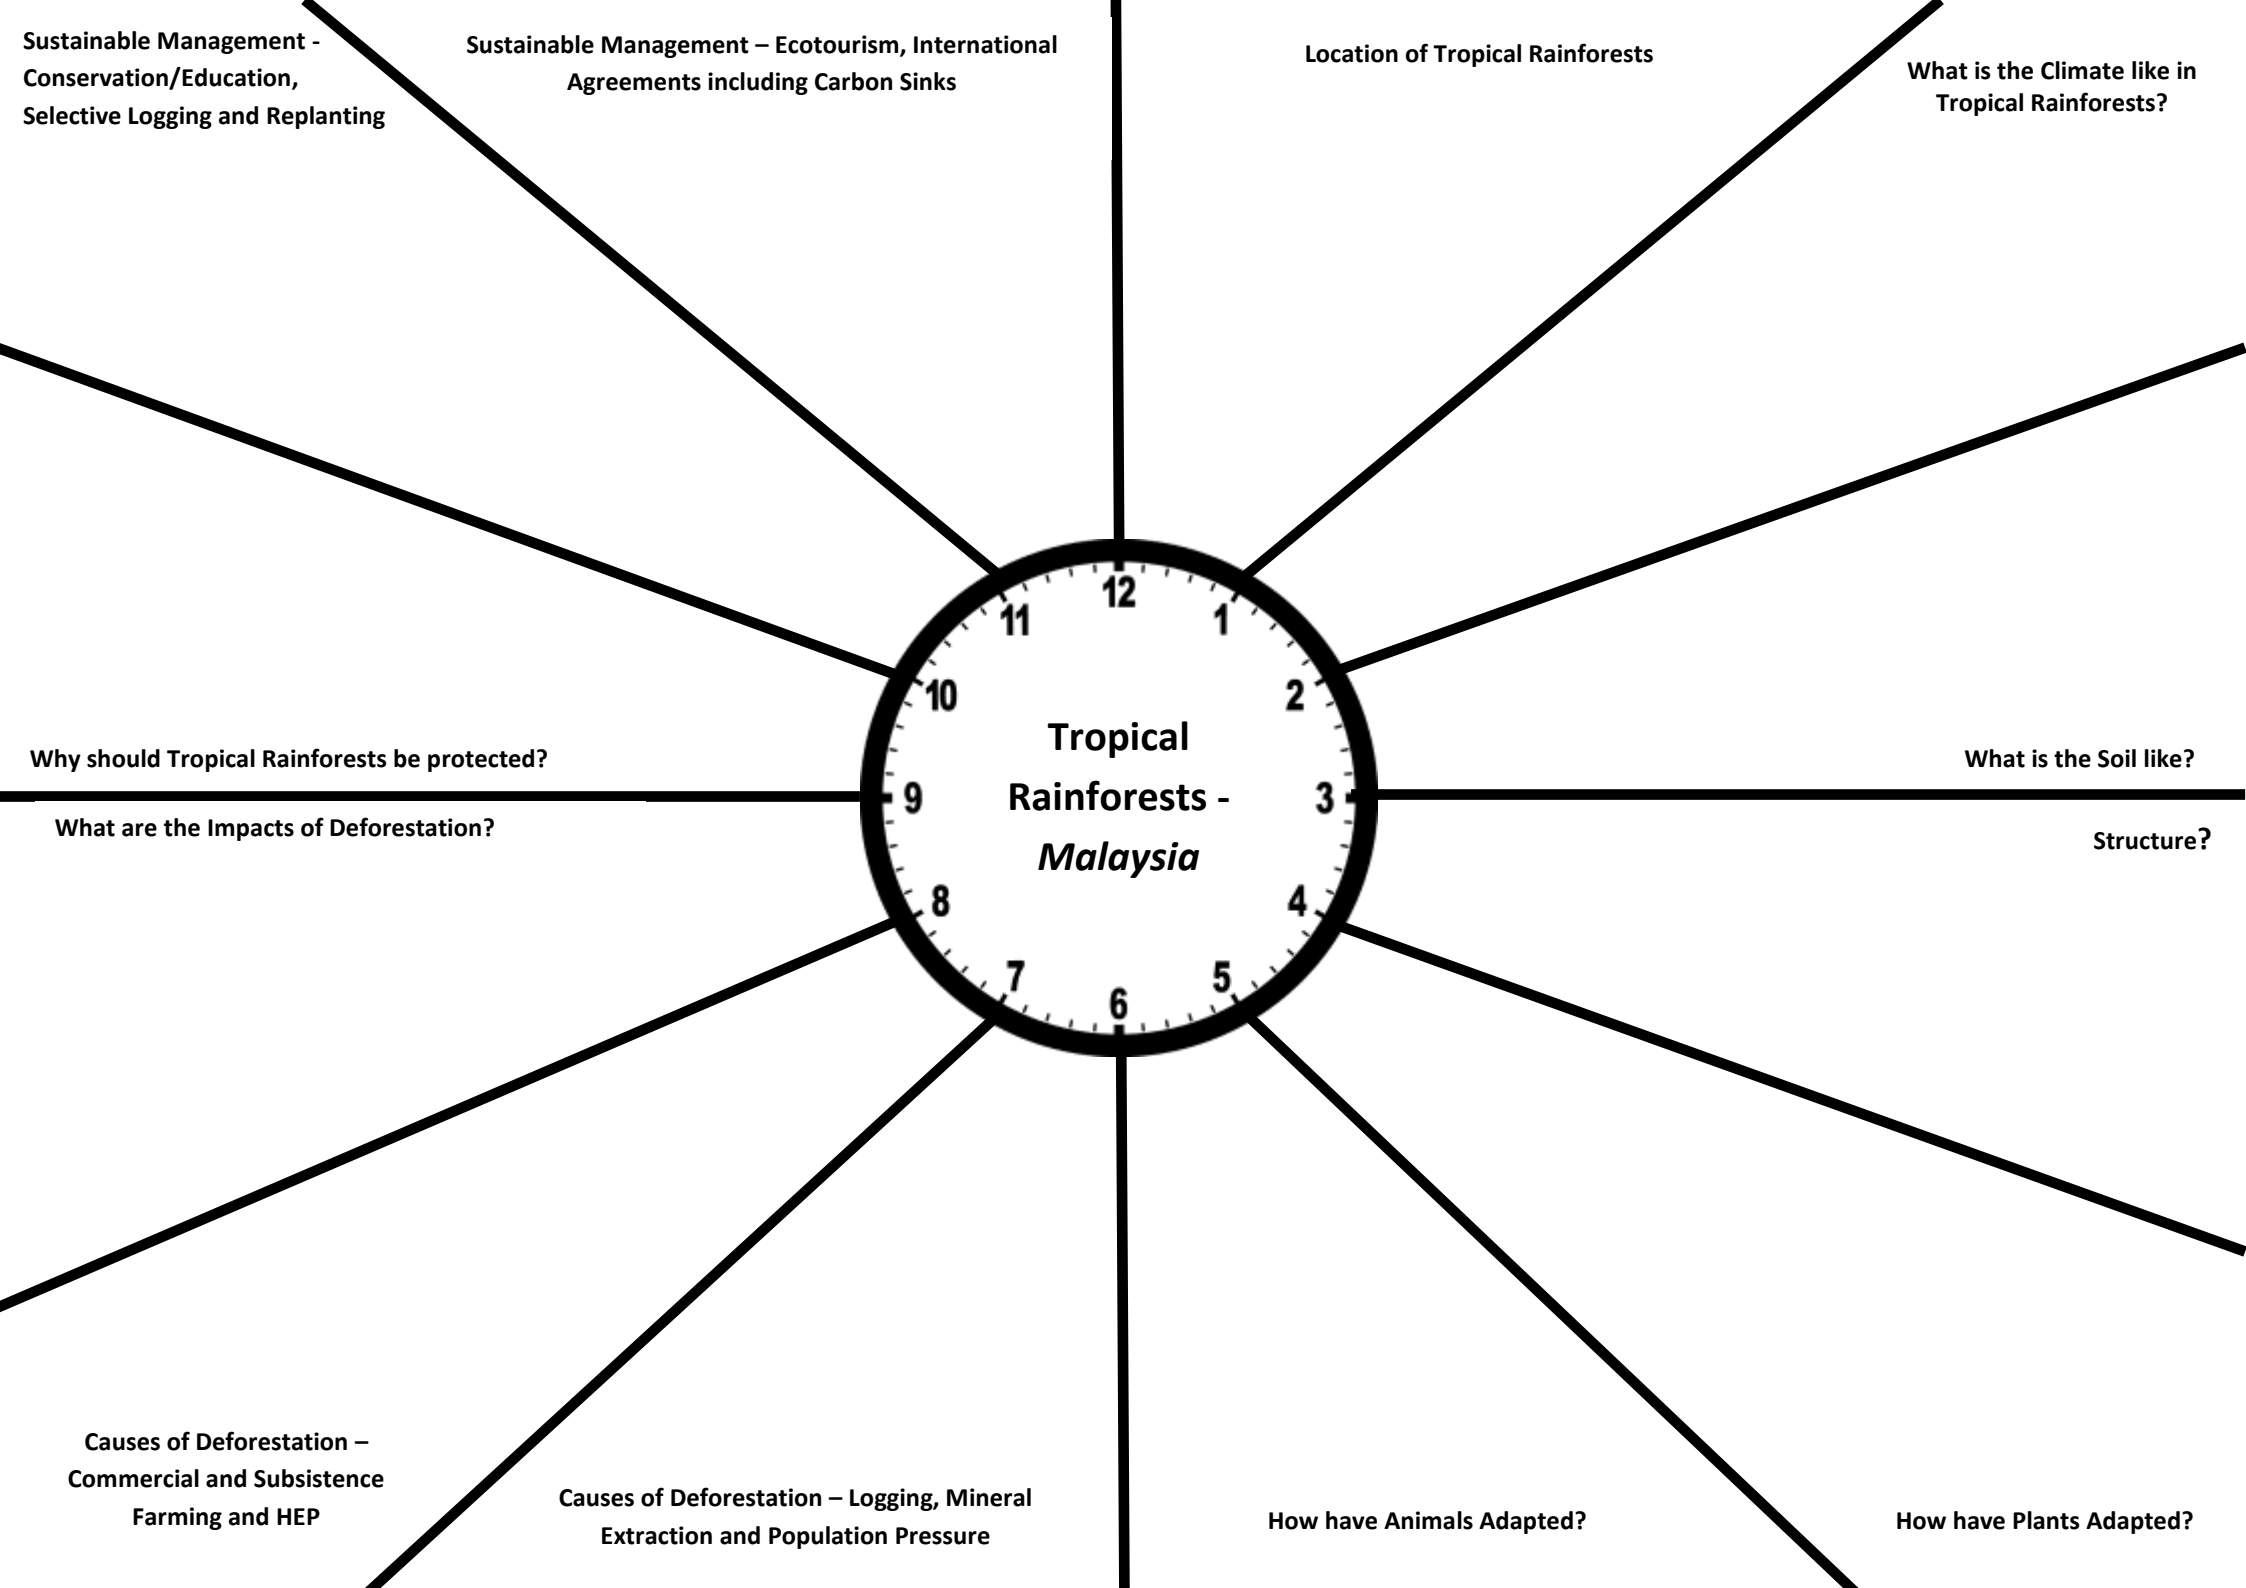 Sustainable Management -
Conservation/Education,
Selective Logging and Replanting
Sustainable Management – Ecotourism, International
Agreements including Carbon Sinks
Location of Tropical Rainforests
What is the Climate like in
Tropical Rainforests?
12
11
1
10
2
Tropical
Rainforests -
Malaysia
9
3
8
4
7
5
6
Why should Tropical Rainforests be protected?
What is the Soil like?
What are the Impacts of Deforestation?
Structure?
Causes of Deforestation –
Commercial and Subsistence
Farming and HEP
Causes of Deforestation – Logging, Mineral
Extraction and Population Pressure
How have Animals Adapted?
How have Plants Adapted?